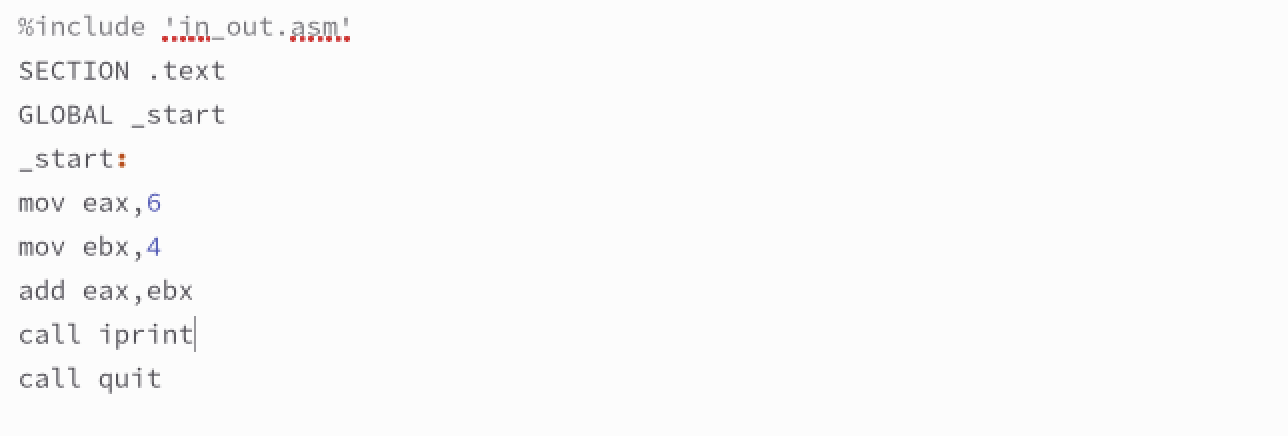 %include 'in_out.asm'
SECTION .text
GLOBAL _start
_start:
mov eax,6
mov ebx,4
add eax,ebx
call iprint
call quit